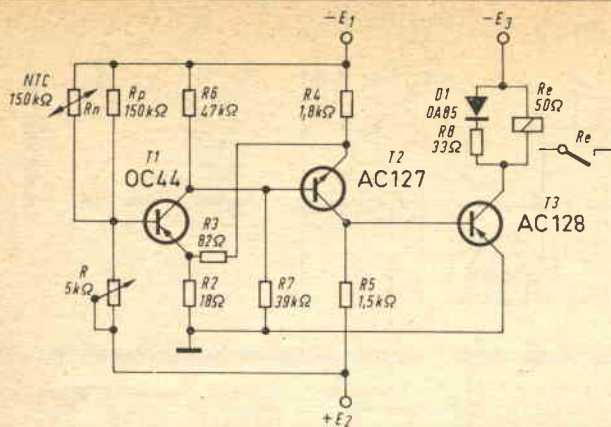 −E1
−E3
NTC
150kΩ
Rn
Rp
150kΩ
R6
47kΩ
R4
1,8kΩ
D1
OA85
R8
33Ω
Re
50Ω
Re
T1
OC44
T2
AC127
T3
AC128
R3
82Ω
R
5kΩ
R2
18Ω
R7
39kΩ
R5
1,5kΩ
+E2